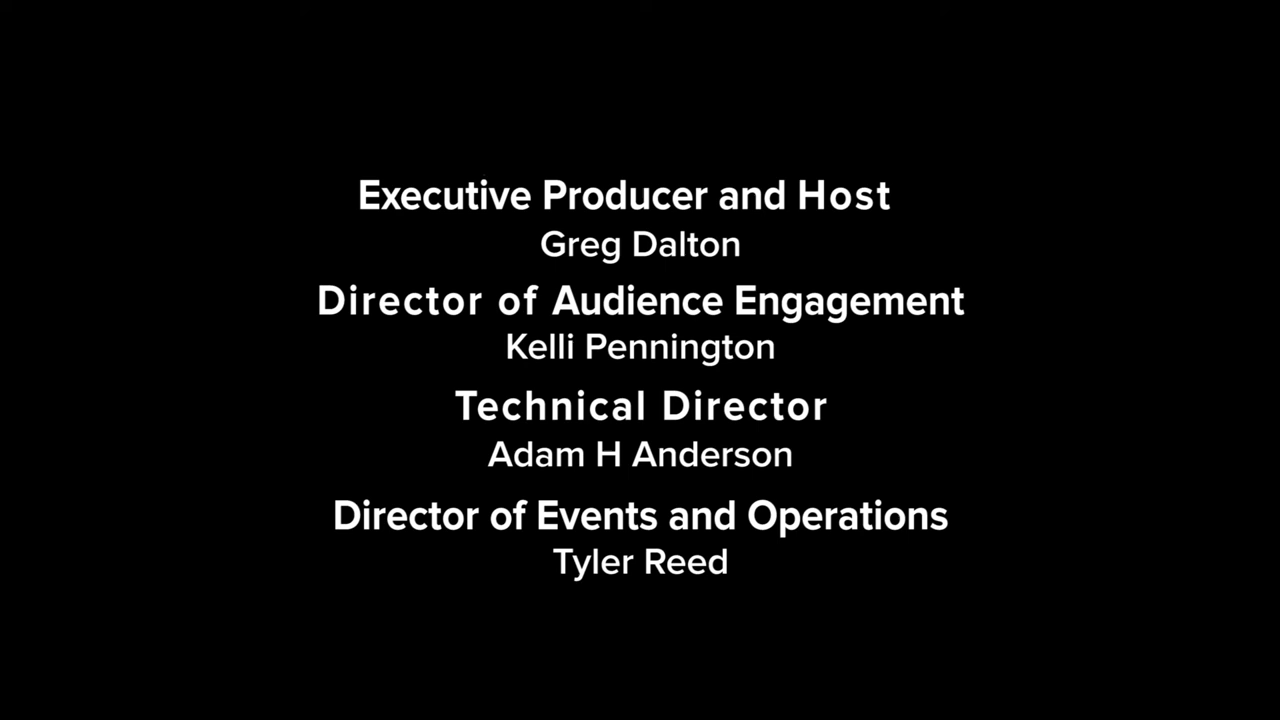 Executive Producer and Host
Greg Dalton
Director of Audience Engagement
Kelli Pennington
Technical Director
Adam H Anderson
Director of Events and Operations
Tyler Reed